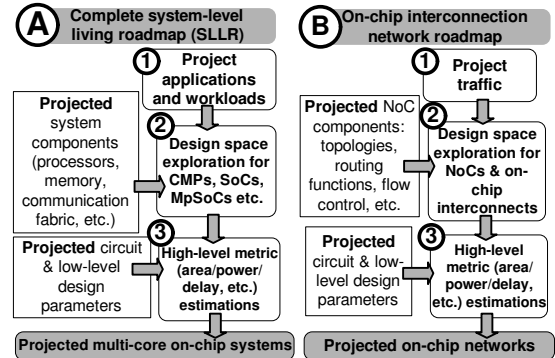 A
Complete system-level
living roadmap (SLLR)
1
Project
applications
and workloads
Projected
system
components
(processors,
memory,
communication
fabric, etc.)
2
Design space
exploration for
CMPs, SoCs,
MpSoCs etc.
Projected circuit
& low-level
design
parameters
3
High-level metric
(area/power/
delay, etc.)
estimations
Projected multi-core on-chip systems
B
On-chip interconnection
network roadmap
1
Project
traffic
Projected NoC
components:
topologies,
routing
functions, flow
control, etc.
2
Design space
exploration for
NoCs & on-
chip
interconnects
Projected
circuit & low-
level design
parameters
3
High-level
metric (area/
power/delay,
etc.) estimations
Projected on-chip networks